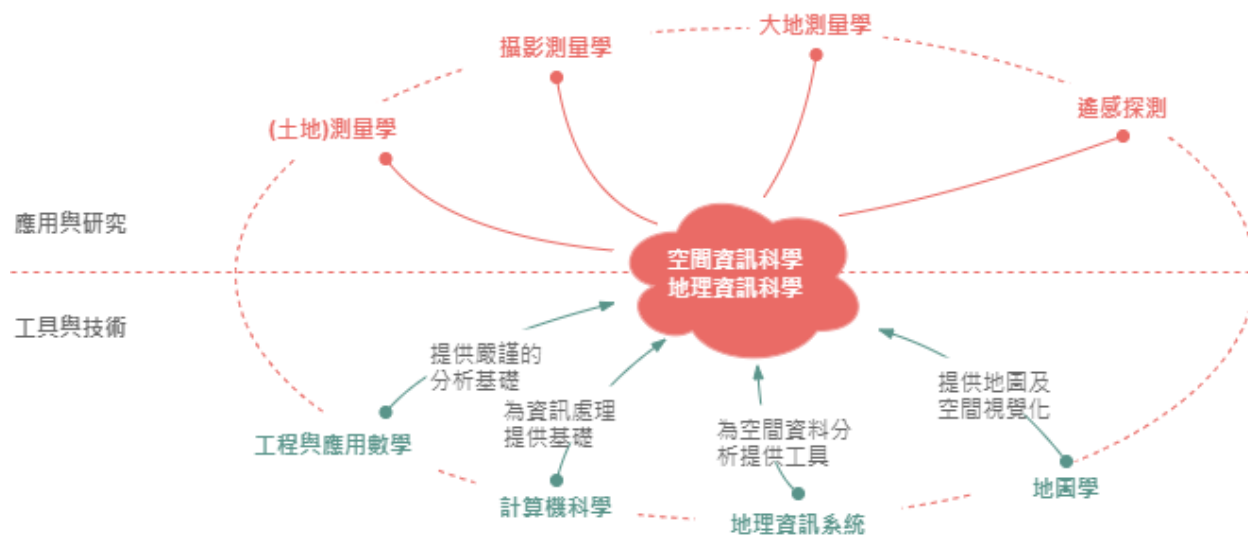 大地測量學
攝影測量學
遙感探測
(土地)測量學
應用與研究
空間資訊科學
地理資訊科學
工具與技術
提供嚴謹的
分析基礎
提供地圖及
空間視覺化
為資訊處理
提供基礎
為空間資料分
析提供工具
工程與應用數學
計算機科學
地理資訊系統
地圖學